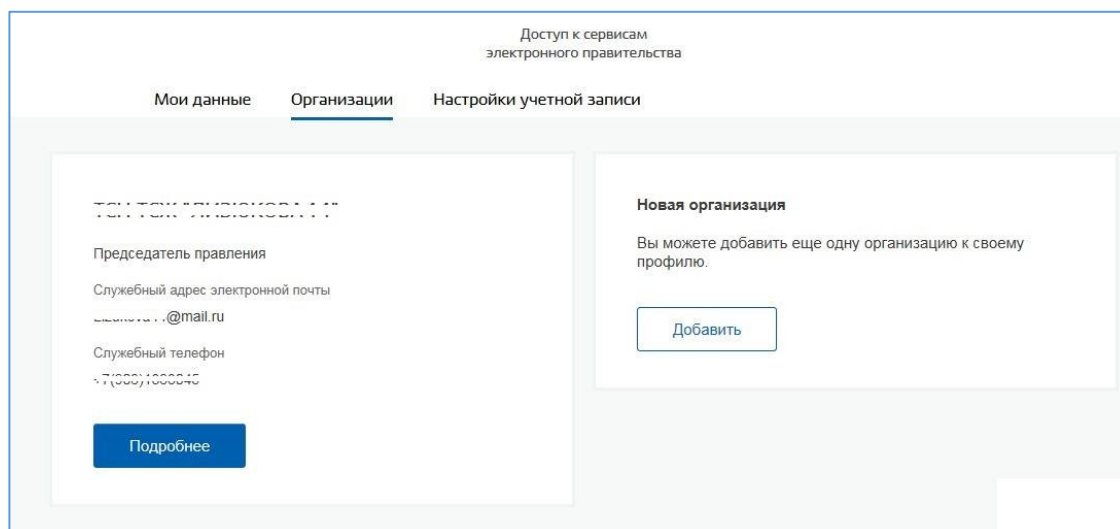 Доступ к сервисам
электронного правительства
Мои данные Организации Настройки учетной записи
Председатель правления
Служебный адрес электронной почты
@mail.ru
Служебный телефон
Подробнее
Новая организация
Вы можете добавить еще одну организацию к своему
профилю.
Добавить